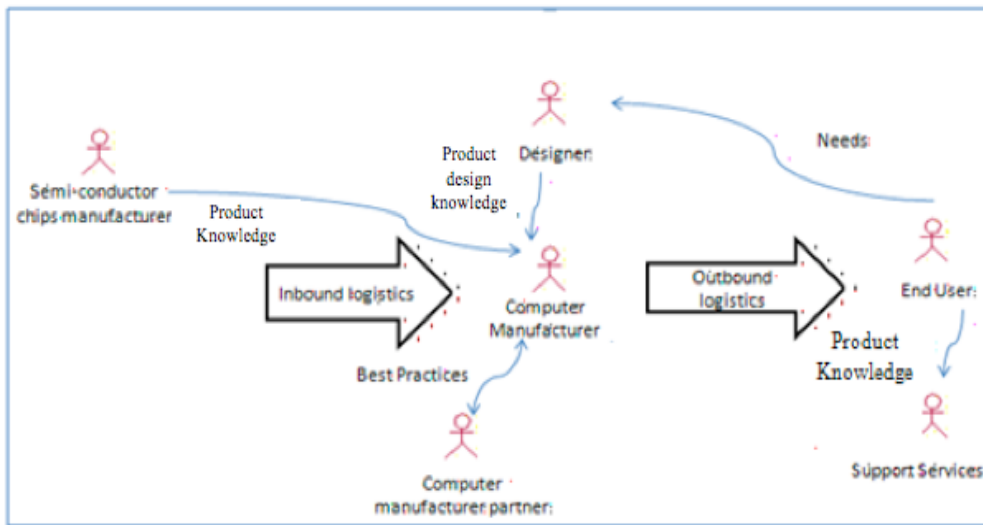 Needs
Designer
Product
design
knowledge
Semi-conductor
chips manufacturer
Product
Knowledge
Inbound logistics
Computer
Manufacturer
Outbound
logistics
End User
Product
Knowledge
Best Practices
Support Services
Computer
manufacturer partner